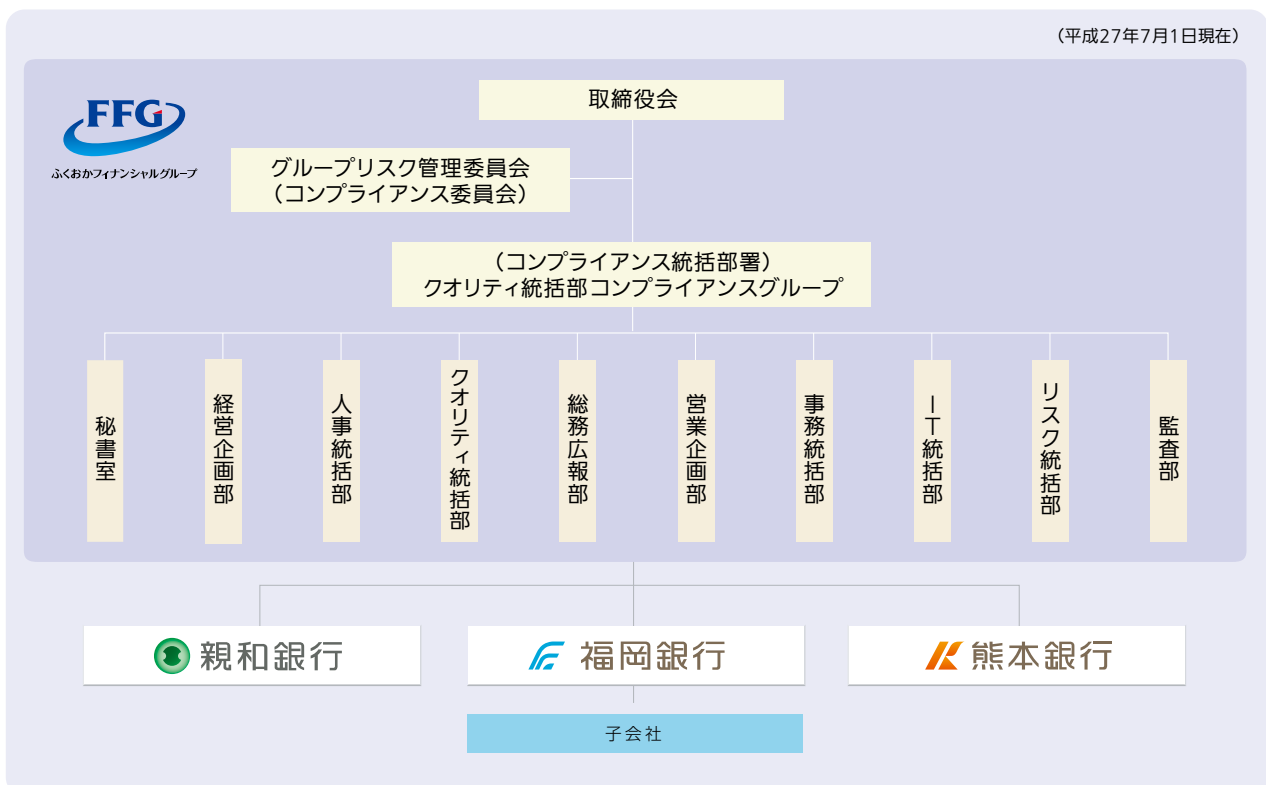 (平成27年7月1日現在)
FFG
ふくおかフィナンシャルグループ
取締役会
グループリスク管理委員会
(コンプライアンス委員会)
(コンプライアンス統括部署)
クオリティ統括部コンプライアンスグループ
秘書室
経営企画部
人事統括部
クオリティ統括部
総務広報部
営業企画部
事務統括部
IT統括部
リスク統括部
監査部
親和銀行
福岡銀行
熊本銀行
子会社